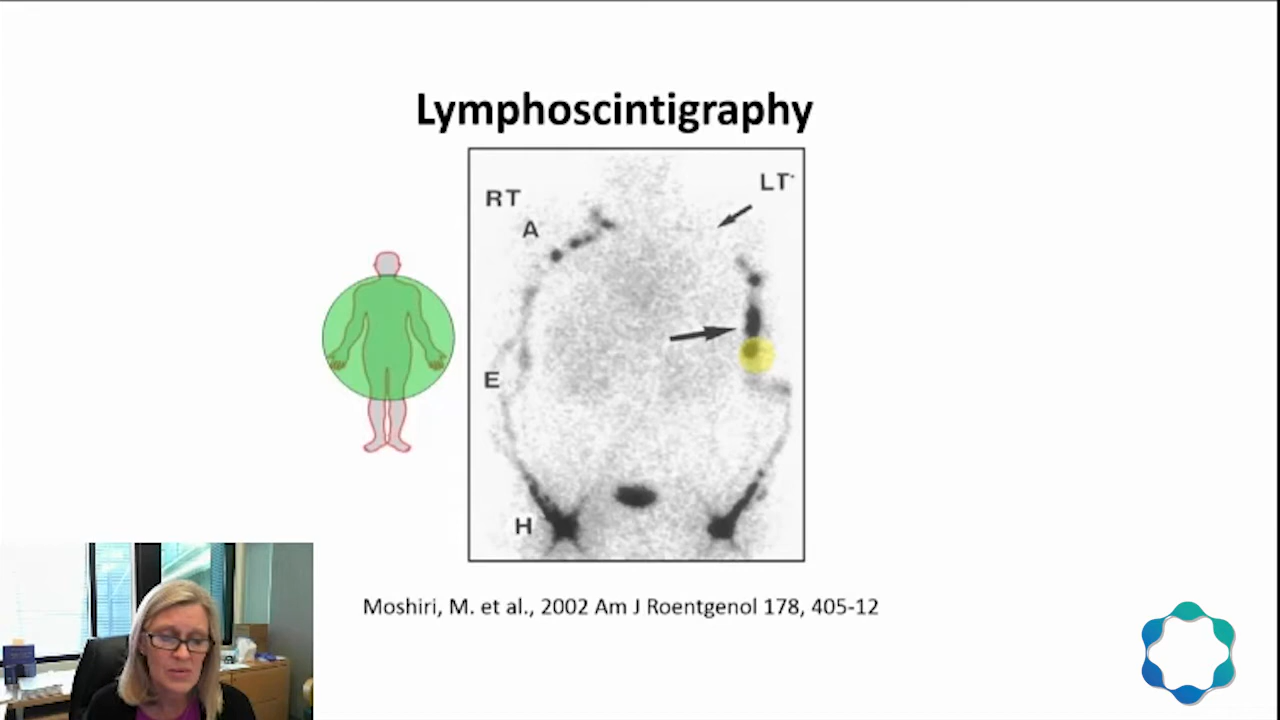 Lymphoscintigraphy
RT
LT
A
E
H
Moshiri, M. et al., 2002 Am J Roentgenol 178, 405-12